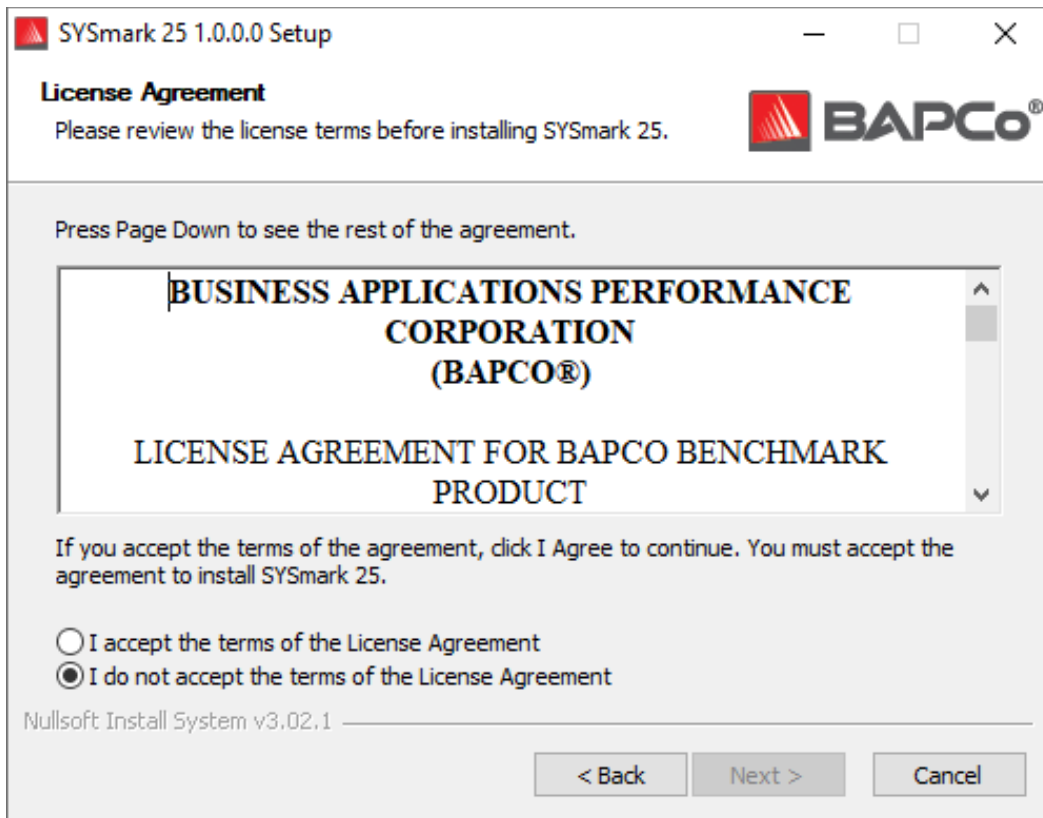 SYSmark 25 1.0.0.0 Setup
License Agreement
Please review the license terms before installing SYSmark 25.
BAPCo®
Press Page Down to see the rest of the agreement.
BUSINESS APPLICATIONS PERFORMANCE
CORPORATION
(BAPCO®)
LICENSE AGREEMENT FOR BAPCO BENCHMARK
PRODUCT
If you accept the terms of the agreement, click I Agree to continue. You must accept the
agreement to install SYSmark 25.
I accept the terms of the License Agreement
I do not accept the terms of the License Agreement
Nullsoft Install System v3.02.1
< Back
Next >
Cancel